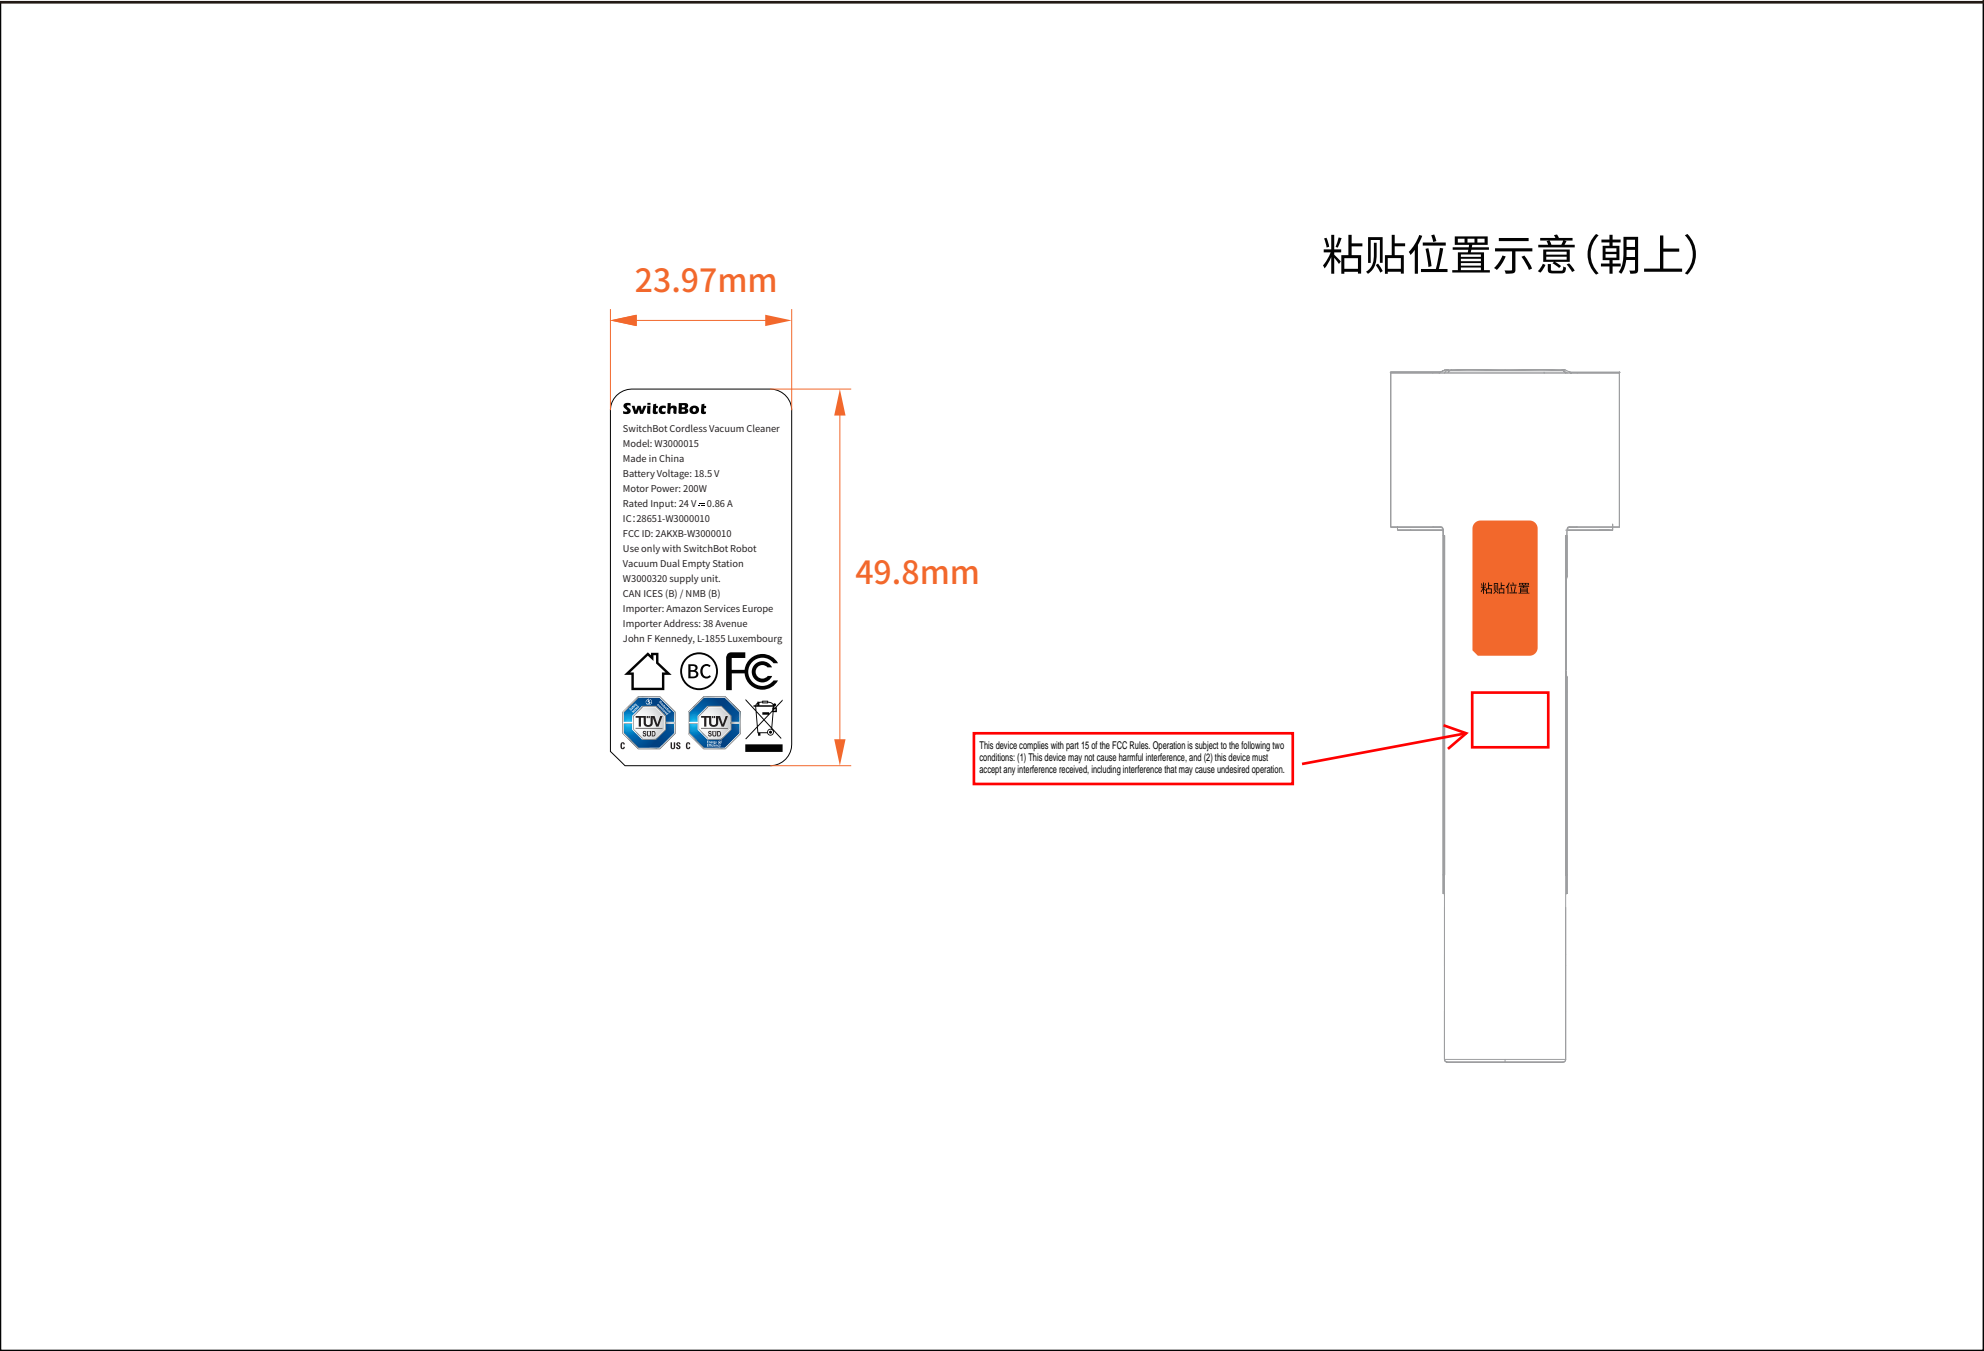 粘贴位置示意(朝上)
23.97mm
49.8mm
SwitchBot
SwitchBot Cordless Vacuum Cleaner
Model: W3000015
Made in China
Battery Voltage: 18.5 V
Motor Power: 200W
Rated Input: 24 V⎓0.86 A
IC:28651-W3000010
FCC ID: 2AKXB-W3000010
Use only with SwitchBot Robot
Vacuum Dual Empty Station
W3000320 supply unit.
CAN ICES (B) / NMB (B)
Importer: Amazon Services Europe
Importer Address: 38 Avenue
John F Kennedy, L-1855 Luxembourg
BC FC
TÜV TÜV
SÜD SÜD
C US C
粘贴位置
This device complies with part 15 of the FCC Rules. Operation is subject to the following two
conditions: (1) This device may not cause harmful interference, and (2) this device must
accept any interference received, including interference that may cause undesired operation.